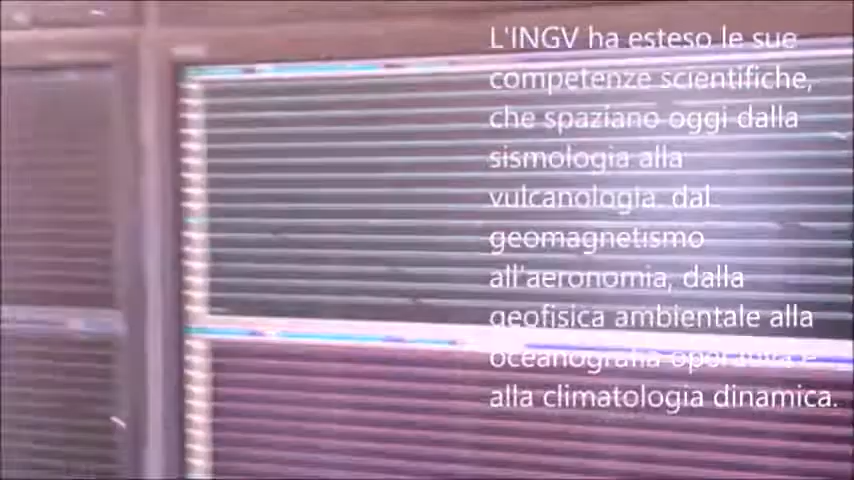 L'INGV ha esteso le sue
competenze scientifiche,
che spaziano oggi dalla
sismologia alla
vulcanologia, dal
geomagnetismo
all'aeronomia, dalla
geofisica ambientale alla
oceanografia operativa e
alla climatologia dinamica.